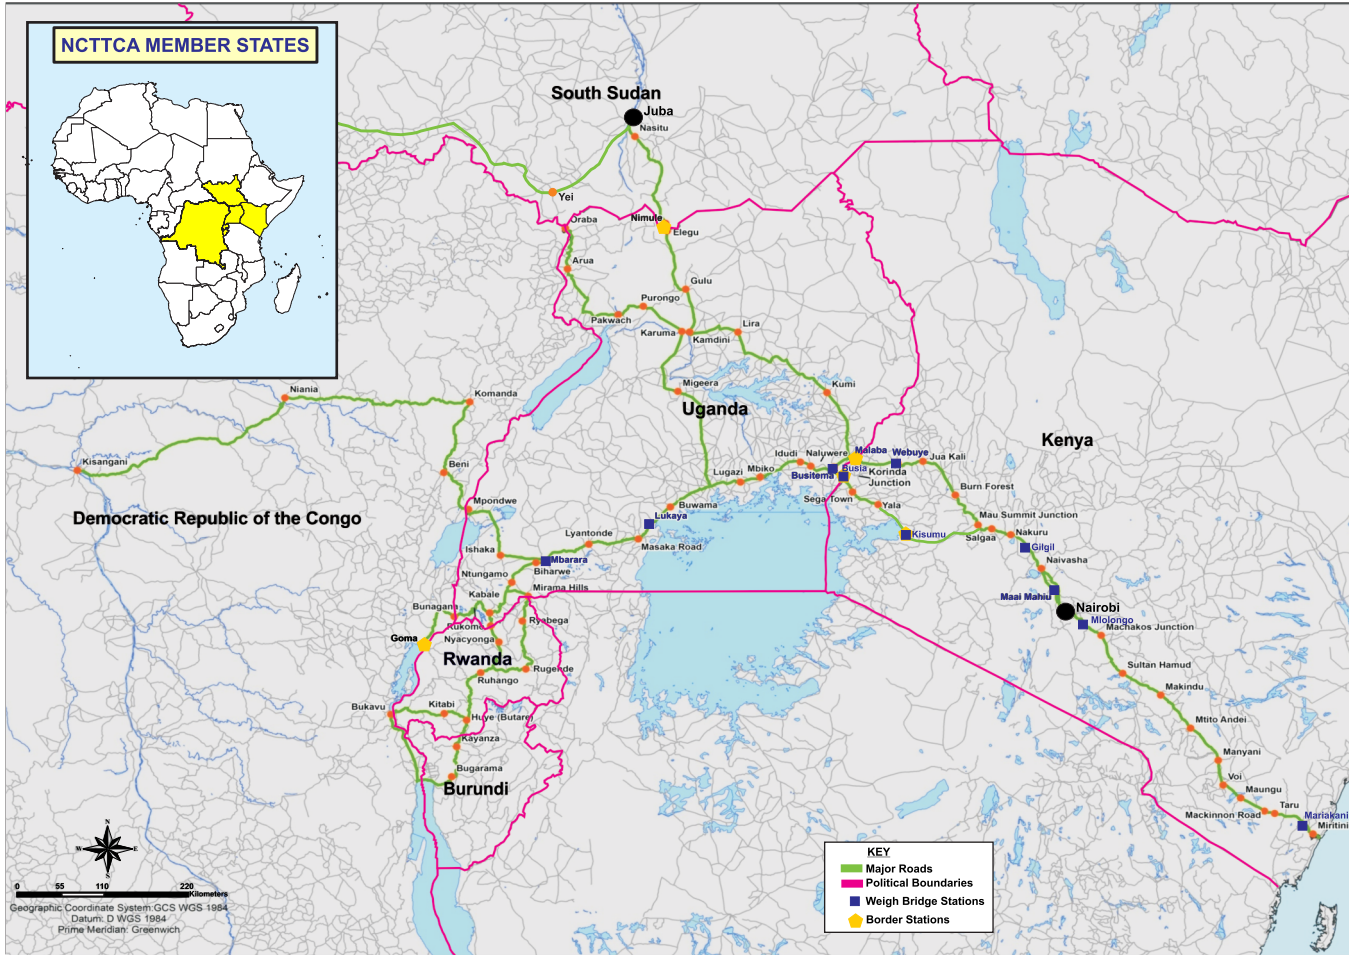 NCTTCA MEMBER STATES
South Sudan
Juba
Nasitu
Yei
Oraba
Nimule
Elegu
Arua
Gulu
Purongo
Pakwach
Karuma
Kamdini
Lira
Migeera
Kumi
Uganda
Niania
Komanda
Kenya
Kisangani
Beni
Mpondwe
Democratic Republic of the Congo
Idudi
Naluwere
Malaba
Webuye
Jua Kali
Lugazi
Mbiko
Busitema
Busia
Korinda
Junction
Burn Forest
Sega Town
Yala
Buwama
Lukaya
Mau Summit Junction
Kisumu
Salgaa
Nakuru
Gilgil
Lyantonde
Masaka Road
Ishaka
Mbarara
Biharwe
Naivasha
Ntungamo
Mirama Hills
Kabale
Maai Mahiu
Nairobi
Bunagana
Rukomo
Ryabega
Mlolongo
Machakos Junction
Goma
Nyacyonga
Rwanda
Rugende
Ruhango
Sultan Hamud
Makindu
Bukavu
Kitabi
Huye (Butare)
Mtito Andei
Kayanza
Manyani
Bugarama
Burundi
Voi
Maungu
Taru
Mackinnon Road
Mariakani
Miritini
N
W
E
S
0
55
110
220
Kilometers
Geographic Coordinate System:GCS WGS 1984
Datum: D WGS 1984
Prime Meridian: Greenwich
KEY
Major Roads
Political Boundaries
Weigh Bridge Stations
Border Stations